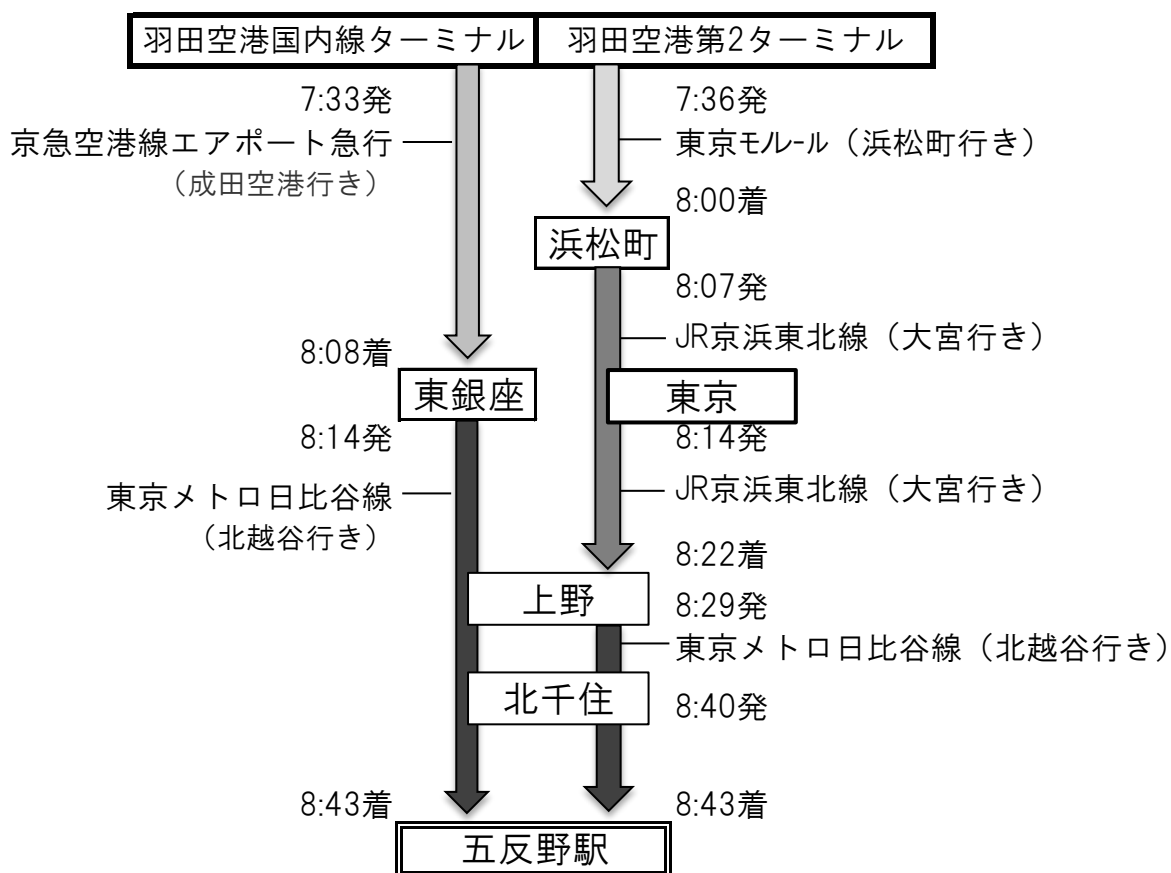 羽田空港国内線ターミナル
羽田空港第2ターミナル
7:33発
京急空港線エアポート急行
（成田空港行き）
7:36発
東京モルール（浜松町行き）
8:00着
浜松町
8:07発
JR京浜東北線（大宮行き）
8:08着
東銀座
東京
8:14発
8:14発
東京メトロ日比谷線
（北越谷行き）
JR京浜東北線（大宮行き）
8:22着
上野
8:29発
東京メトロ日比谷線（北越谷行き）
北千住
8:40発
8:43着
8:43着
五反野駅